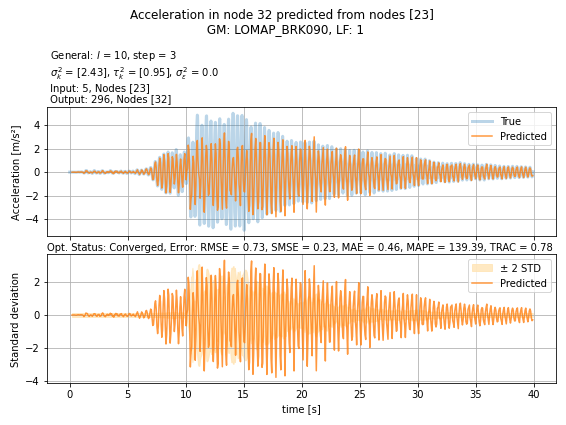 Acceleration in node 32 predicted from nodes [23]
GM: LOMAP_BRK090, LF: 1
General: l = 10, step = 3
σ²ₖ = [2.43], τ²ₖ = [0.95], σ²ε = 0.0
Input: 5, Nodes [23]
Output: 296, Nodes [32]
Acceleration [m/s²]
4
2
0
−2
−4
True
Predicted
Opt. Status: Converged, Error: RMSE = 0.73, SMSE = 0.23, MAE = 0.46, MAPE = 139.39, TRAC = 0.78
Standard deviation
2
0
−2
−4
± 2 STD
Predicted
0 5 10 15 20 25 30 35 40
time [s]